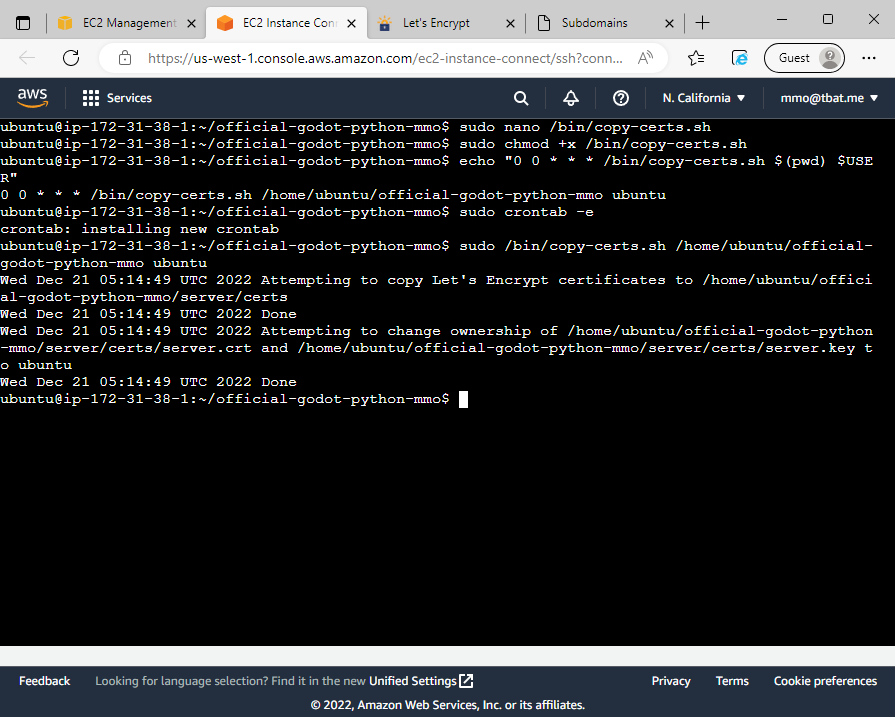 EC2 Management
EC2 Instance Con
Let's Encrypt
Subdomains
https://us-west-1.console.aws.amazon.com/ec2-instance-connect/ssh?conn...
Guest
aws
Services
N. California
mmo@tbat.me
ubuntu@ip-172-31-38-1:~/official-godot-python-mmo$ sudo nano /bin/copy-certs.sh
ubuntu@ip-172-31-38-1:~/official-godot-python-mmo$ sudo chmod +x /bin/copy-certs.sh
ubuntu@ip-172-31-38-1:~/official-godot-python-mmo$ echo "0 0 * * * /bin/copy-certs.sh $(pwd) $USE
R"
0 0 * * * /bin/copy-certs.sh /home/ubuntu/official-godot-python-mmo ubuntu
ubuntu@ip-172-31-38-1:~/official-godot-python-mmo$ sudo crontab -e
crontab: installing new crontab
ubuntu@ip-172-31-38-1:~/official-godot-python-mmo$ sudo /bin/copy-certs.sh /home/ubuntu/official-
godot-python-mmo ubuntu
Wed Dec 21 05:14:49 UTC 2022 Attempting to copy Let's Encrypt certificates to /home/ubuntu/offici
al-godot-python-mmo/server/certs
Wed Dec 21 05:14:49 UTC 2022 Done
Wed Dec 21 05:14:49 UTC 2022 Attempting to change ownership of /home/ubuntu/official-godot-python
-mmo/server/certs/server.crt and /home/ubuntu/official-godot-python-mmo/server/certs/server.key t
o ubuntu
Wed Dec 21 05:14:49 UTC 2022 Done
ubuntu@ip-172-31-38-1:~/official-godot-python-mmo$
Feedback
Looking for language selection? Find it in the new Unified Settings
Privacy
Terms
Cookie preferences
© 2022, Amazon Web Services, Inc. or its affiliates.